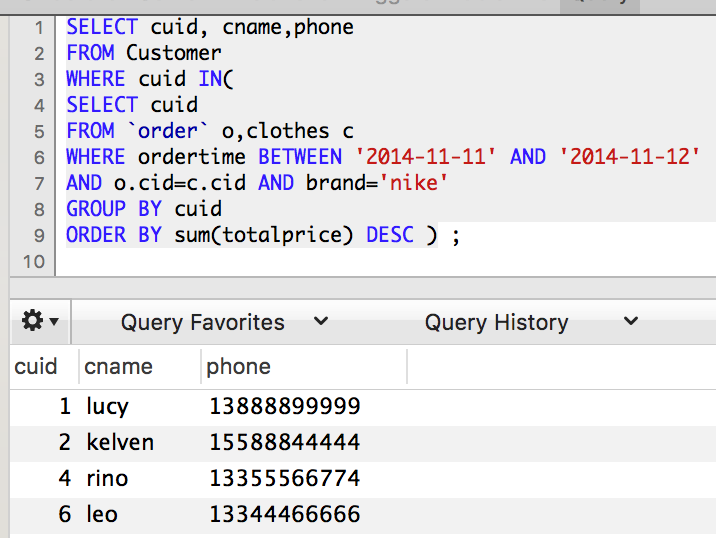 1 SELECT cuid, cname,phone
2 FROM Customer
3 WHERE cuid IN(
4 SELECT cuid
5 FROM `order` o,clothes c
6 WHERE ordertime BETWEEN '2014-11-11' AND '2014-11-12'
7 AND o.cid=c.cid AND brand='nike'
8 GROUP BY cuid
9 ORDER BY sum(totalprice) DESC ) ;
10
Query Favorites Query History
cuid cname phone
1 lucy 13888899999
2 kelven 15588844444
4 rino 13355566774
6 leo 13344466666